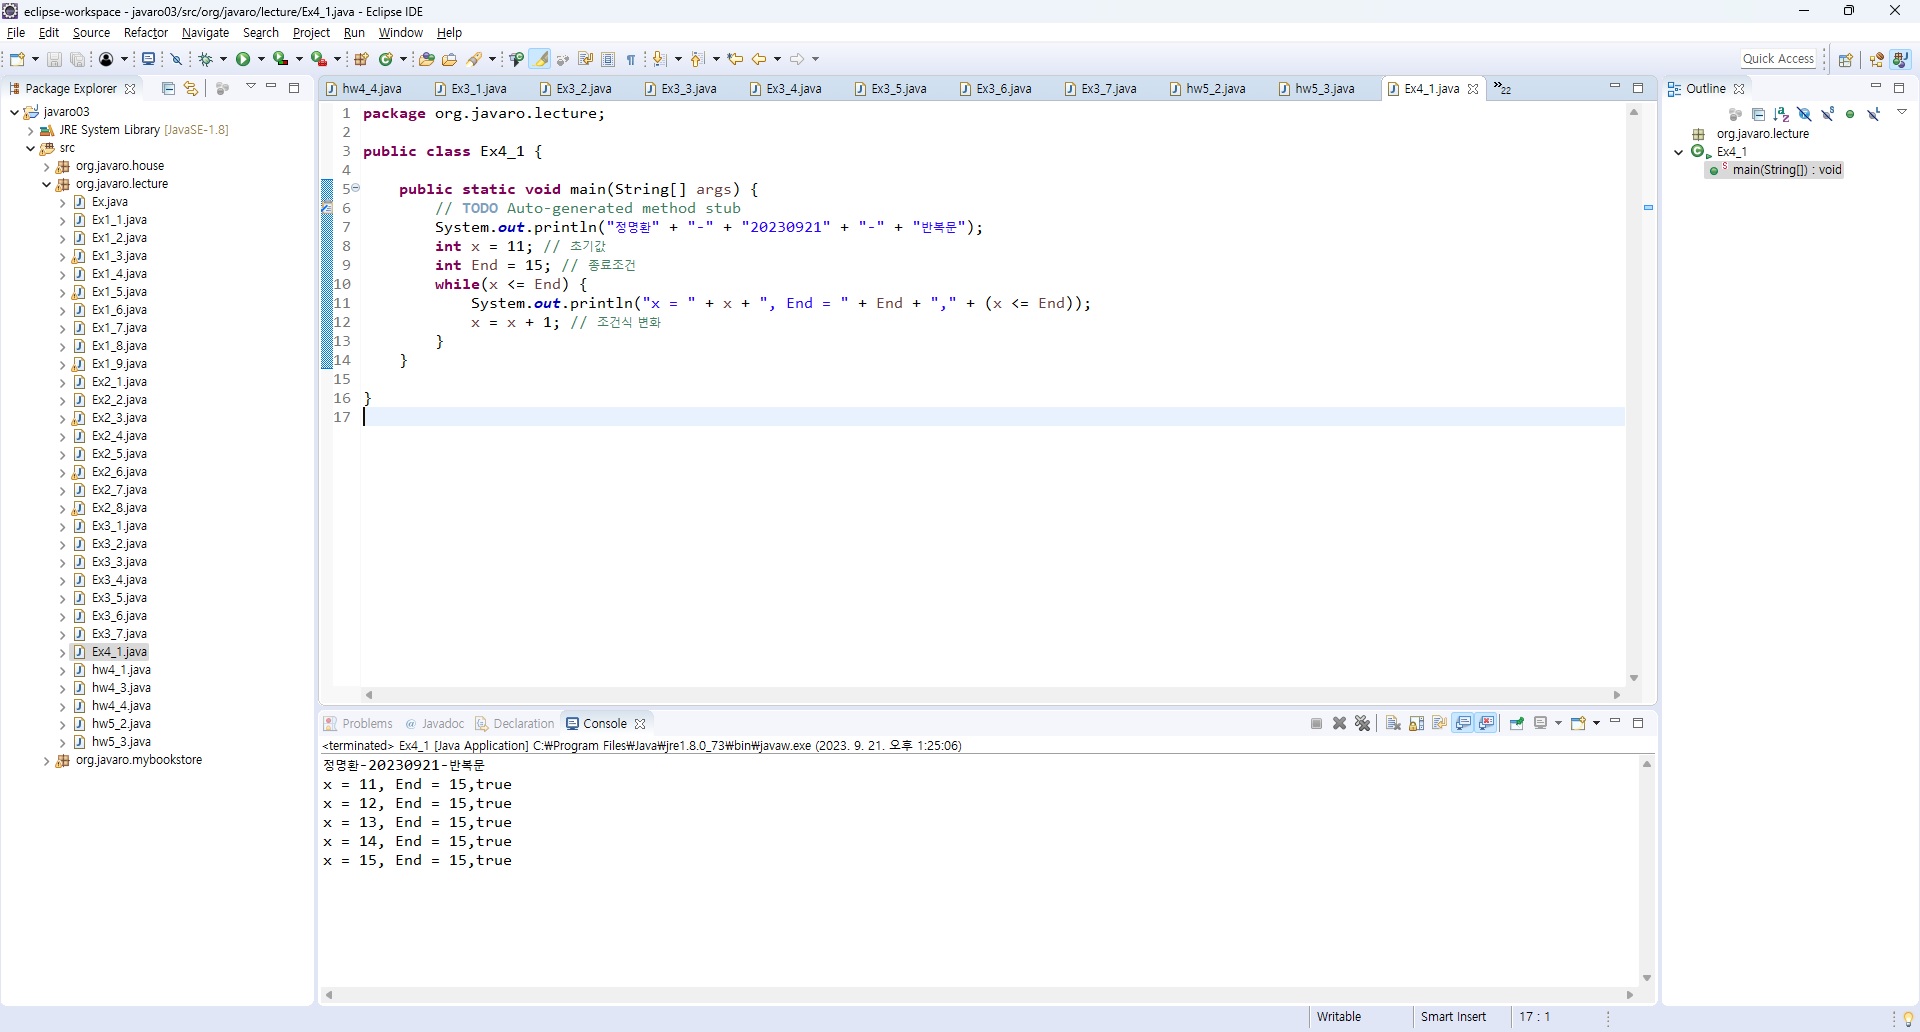 eclipse-workspace - javaro03/src/org/javaro/lecture/Ex4_1.java - Eclipse IDE
File Edit Source Refactor Navigate Search Project Run Window Help
Quick Access
Package Explorer
javaro03
JRE System Library [JavaSE-1.8]
src
org.javaro.house
org.javaro.lecture
Ex.java
Ex1_1.java
Ex1_2.java
Ex1_3.java
Ex1_4.java
Ex1_5.java
Ex1_6.java
Ex1_7.java
Ex1_8.java
Ex1_9.java
Ex2_1.java
Ex2_2.java
Ex2_3.java
Ex2_4.java
Ex2_5.java
Ex2_6.java
Ex2_7.java
Ex2_8.java
Ex3_1.java
Ex3_2.java
Ex3_3.java
Ex3_4.java
Ex3_5.java
Ex3_6.java
Ex3_7.java
Ex4_1.java
hw4_1.java
hw4_3.java
hw4_4.java
hw5_2.java
hw5_3.java
org.javaro.mybookstore
hw4_4.java Ex3_1.java Ex3_2.java Ex3_3.java Ex3_4.java Ex3_5.java Ex3_6.java Ex3_7.java hw5_2.java hw5_3.java Ex4_1.java »22
1 package org.javaro.lecture;
2
3 public class Ex4_1 {
4
5 public static void main(String[] args) {
6 // TODO Auto-generated method stub
7 System.out.println("정명환" + "-" + "20230921" + "-" + "반복문");
8 int x = 11; // 초기값
9 int End = 15; // 종료조건
10 while(x <= End) {
11 System.out.println("x = " + x + ", End = " + End + "," + (x <= End));
12 x = x + 1; // 조건식 변화
13 }
14 }
15
16 }
17
Problems Javadoc Declaration Console
<terminated> Ex4_1 [Java Application] C:₩Program Files₩Java₩jre1.8.0_73₩bin₩javaw.exe (2023. 9. 21. 오후 1:25:06)
정명환-20230921-반복문
x = 11, End = 15,true
x = 12, End = 15,true
x = 13, End = 15,true
x = 14, End = 15,true
x = 15, End = 15,true
Outline
org.javaro.lecture
Ex4_1
main(String[]) : void
Writable Smart Insert 17 : 1